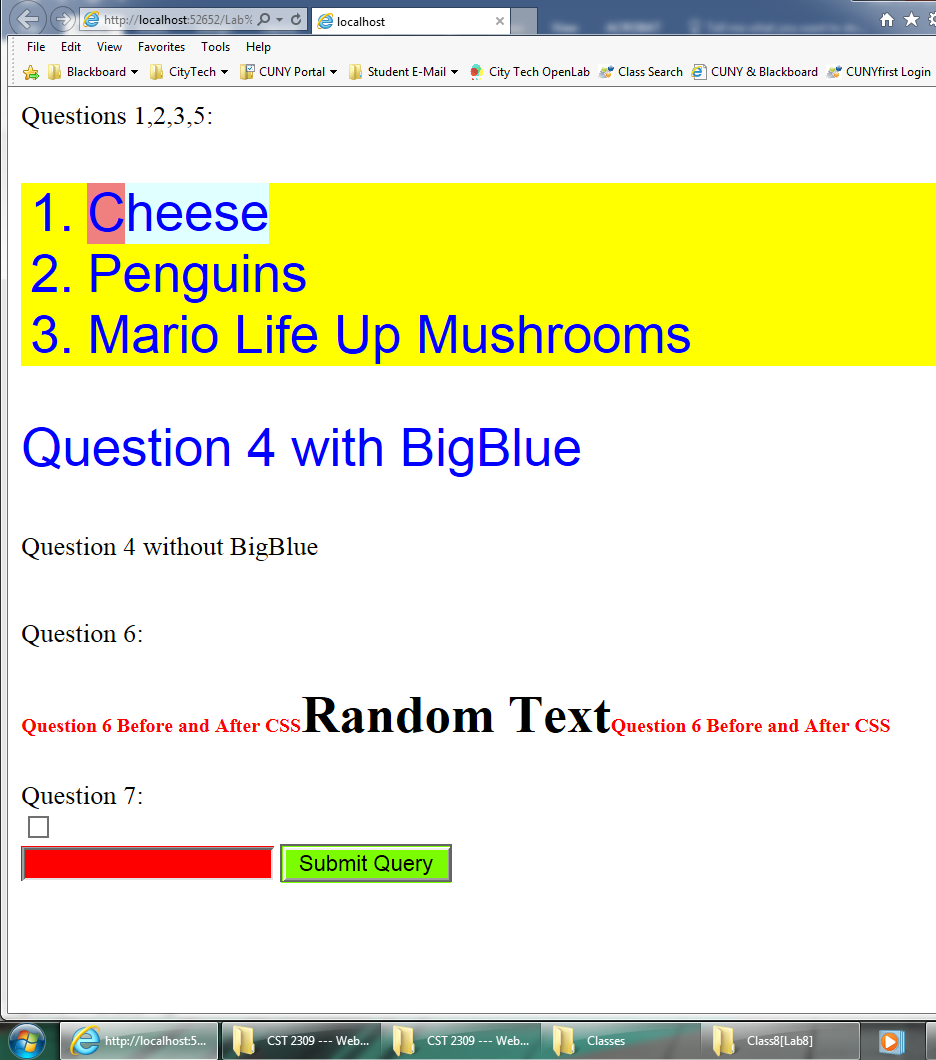 http://localhost:52652/Lab%
localhost
File Edit View Favorites Tools Help
Blackboard CityTech CUNY Portal Student E-Mail City Tech OpenLab Class Search CUNY & Blackboard CUNYfirst Login
Questions 1,2,3,5:
1. Cheese
2. Penguins
3. Mario Life Up Mushrooms
Question 4 with BigBlue
Question 4 without BigBlue
Question 6:
Question 6 Before and After CSSRandom TextQuestion 6 Before and After CSS
Question 7:
Submit Query
http://localhost:5... CST 2309 --- Web... CST 2309 --- Web... Classes Class8[Lab8]